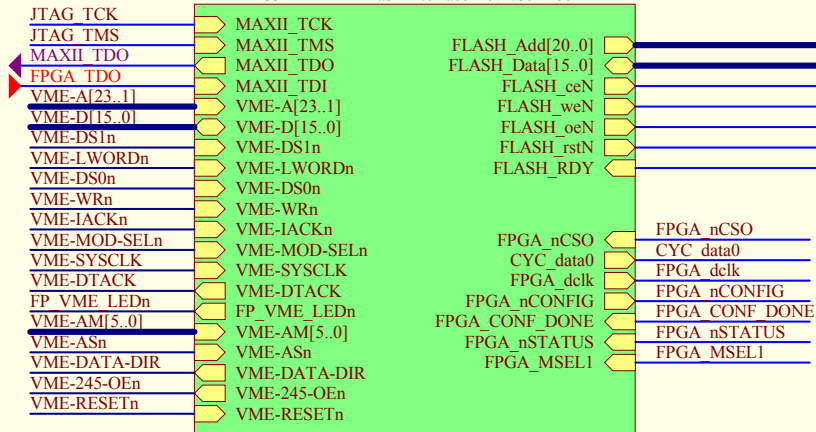 JTAG_TCK
JTAG_TMS
MAXII_TDO
FPGA_TDO
VME-A[23..1]
VME-D[15..0]
VME-DS1n
VME-LWORDn
VME-DS0n
VME-WRn
VME-IACKn
VME-MOD-SELn
VME-SYSCLK
VME-DTACK
FP_VME_LEDn
VME-AM[5..0]
VME-ASn
VME-DATA-DIR
VME-245-OEn
VME-RESETn
MAXII_TCK
MAXII_TMS
MAXII_TDO
MAXII_TDI
VME-A[23..1]
VME-D[15..0]
VME-DS1n
VME-LWORDn
VME-DS0n
VME-WRn
VME-IACKn
VME-MOD-SELn
VME-SYSCLK
VME-DTACK
FP_VME_LEDn
VME-AM[5..0]
VME-ASn
VME-DATA-DIR
VME-245-OEn
VME-RESETn
FLASH_Add[20..0]
FLASH_Data[15..0]
FLASH_ceN
FLASH_weN
FLASH_oeN
FLASH_rstN
FLASH_RDY
FPGA_nCSO
CYC_data0
FPGA_dclk
FPGA_nCONFIG
FPGA_CONF_DONE
FPGA_nSTATUS
FPGA_MSEL1
FPGA_nCSO
CYC_data0
FPGA_dclk
FPGA_nCONFIG
FPGA_CONF_DONE
FPGA_nSTATUS
FPGA_MSEL1